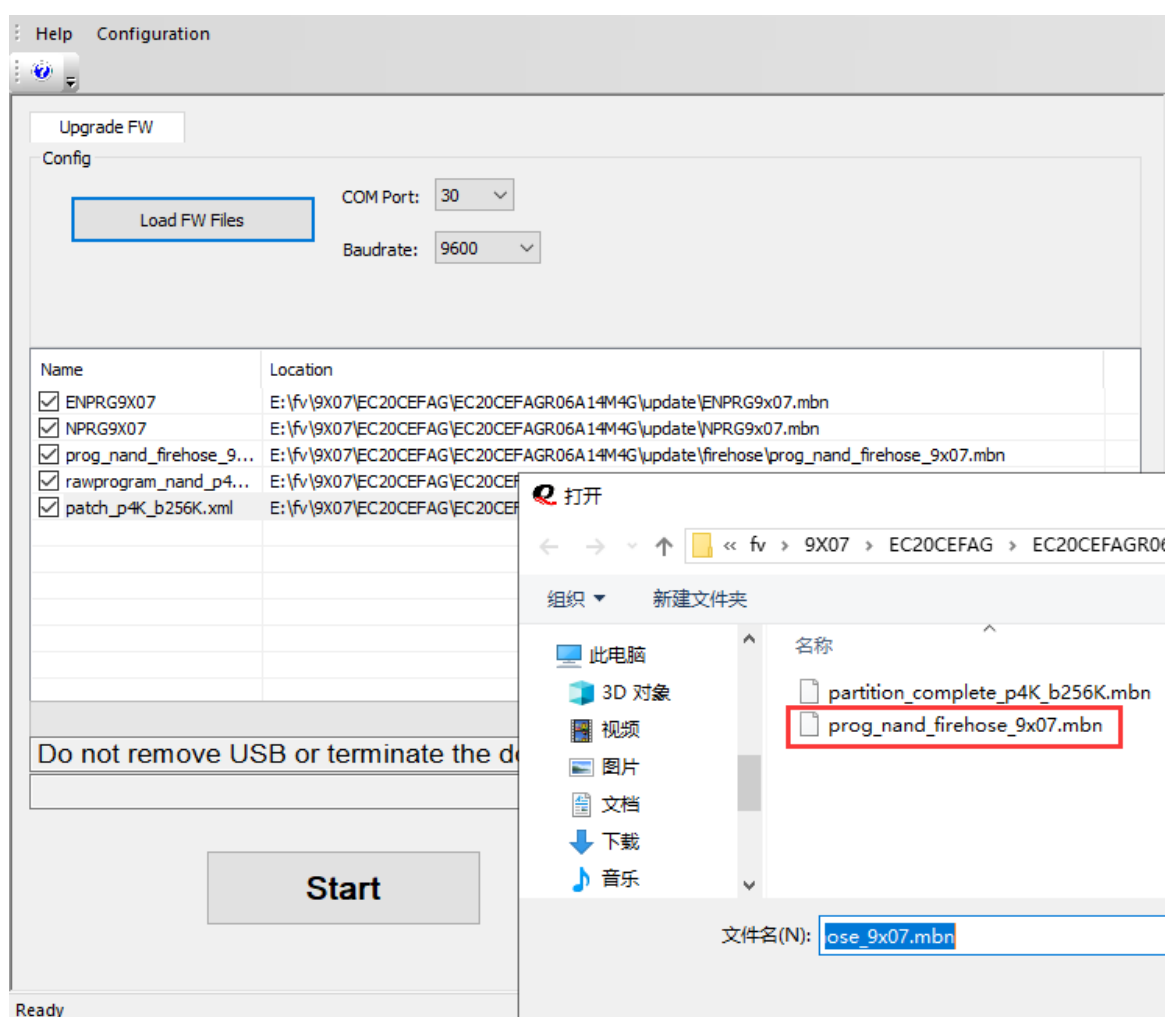 Help Configuration
Upgrade FW
Config
Load FW Files
COM Port: 30
Baudrate: 9600
Name Location
ENPRG9X07 E:\fv\9X07\EC20CEFAG\EC20CEFAGR06A14M4G\update\ENPRG9x07.mbn
NPRG9X07 E:\fv\9X07\EC20CEFAG\EC20CEFAGR06A14M4G\update\NPRG9x07.mbn
prog_nand_firehose_9... E:\fv\9X07\EC20CEFAG\EC20CEFAGR06A14M4G\update\firehose\prog_nand_firehose_9x07.mbn
rawprogram_nand_p4... E:\fv\9X07\EC20CEFAG\EC20CEF
patch_p4K_b256K.xml E:\fv\9X07\EC20CEFAG\EC20CEF
Do not remove USB or terminate the do
Start
Ready
打开
« fv > 9X07 > EC20CEFAG > EC20CEFAGR06
组织 新建文件夹
此电脑
3D 对象
视频
图片
文档
下载
音乐
名称
partition_complete_p4K_b256K.mbn
prog_nand_firehose_9x07.mbn
文件名(N): ose_9x07.mbn